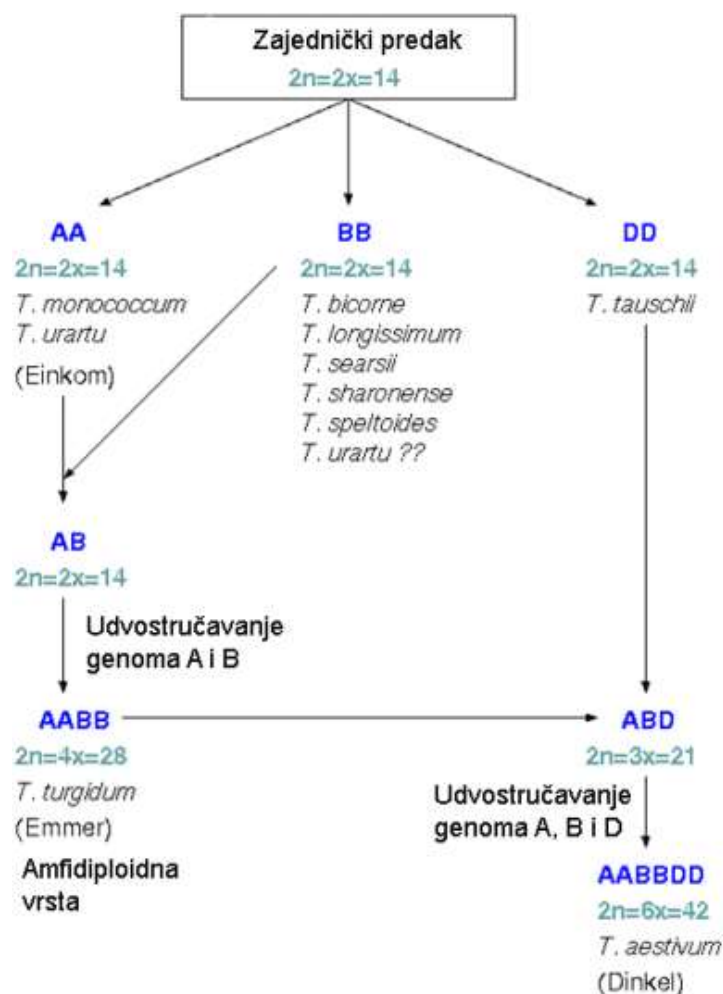 Zajednički predak
2n=2x=14
AA
2n=2x=14
T. monococcum
T. urartu
(Einkom)
BB
2n=2x=14
T. bicorne
T. longissimum
T. searsii
T. sharonense
T. speltoides
T. urartu ??
DD
2n=2x=14
T. tauschii
AB
2n=2x=14
Udvostručavanje
genoma A i B
AABB
2n=4x=28
T. turgidum
(Emmer)
Amfidiploidna
vrsta
ABD
2n=3x=21
Udvostručavanje
genoma A, B i D
AABBDD
2n=6x=42
T. aestivum
(Dinkel)